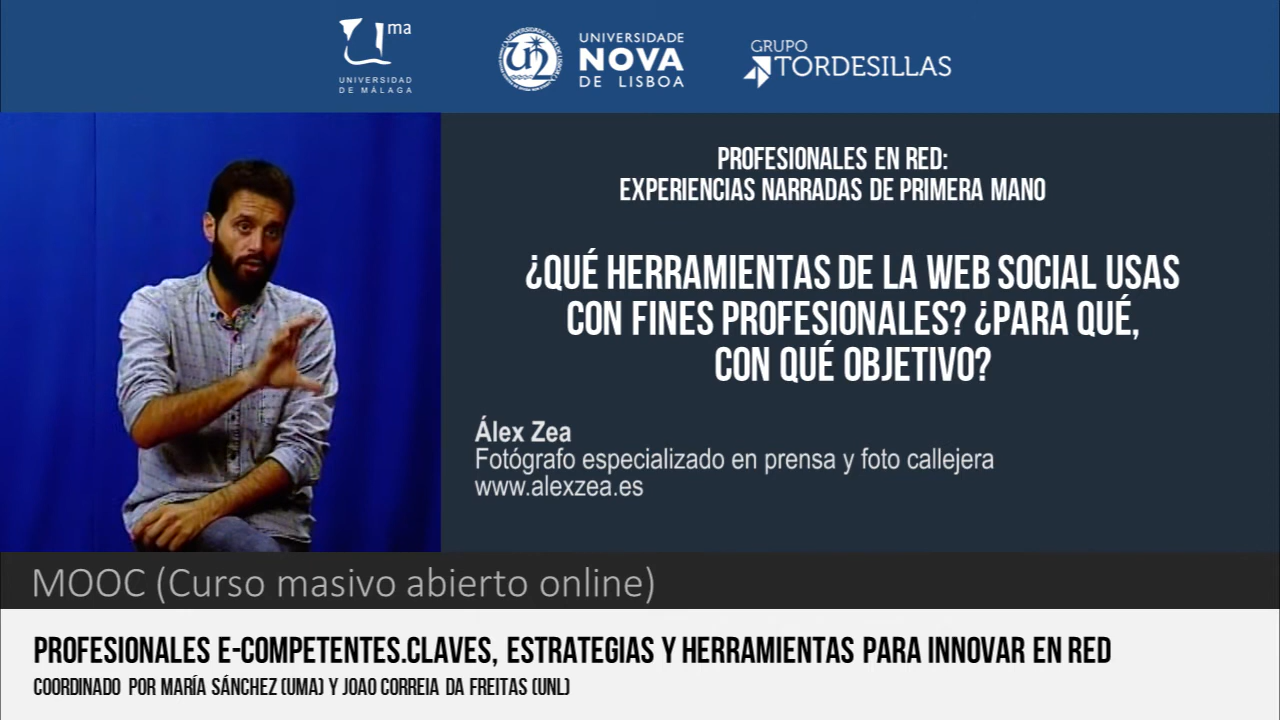 uma
UNIVERSIDAD
DE MÁLAGA
UNIVERSIDADE
NOVA
DE LISBOA
GRUPO
TORDESILLAS
PROFESIONALES EN RED:
EXPERIENCIAS NARRADAS DE PRIMERA MANO
¿QUÉ HERRAMIENTAS DE LA WEB SOCIAL USAS
CON FINES PROFESIONALES? ¿PARA QUÉ,
CON QUÉ OBJETIVO?
Álex Zea
Fotógrafo especializado en prensa y foto callejera
www.alexzea.es
MOOC (Curso masivo abierto online)
PROFESIONALES E-COMPETENTES.CLAVES, ESTRATEGIAS Y HERRAMIENTAS PARA INNOVAR EN RED
COORDINADO POR MARÍA SÁNCHEZ (UMA) Y JOAO CORREIA DA FREITAS (UNL)